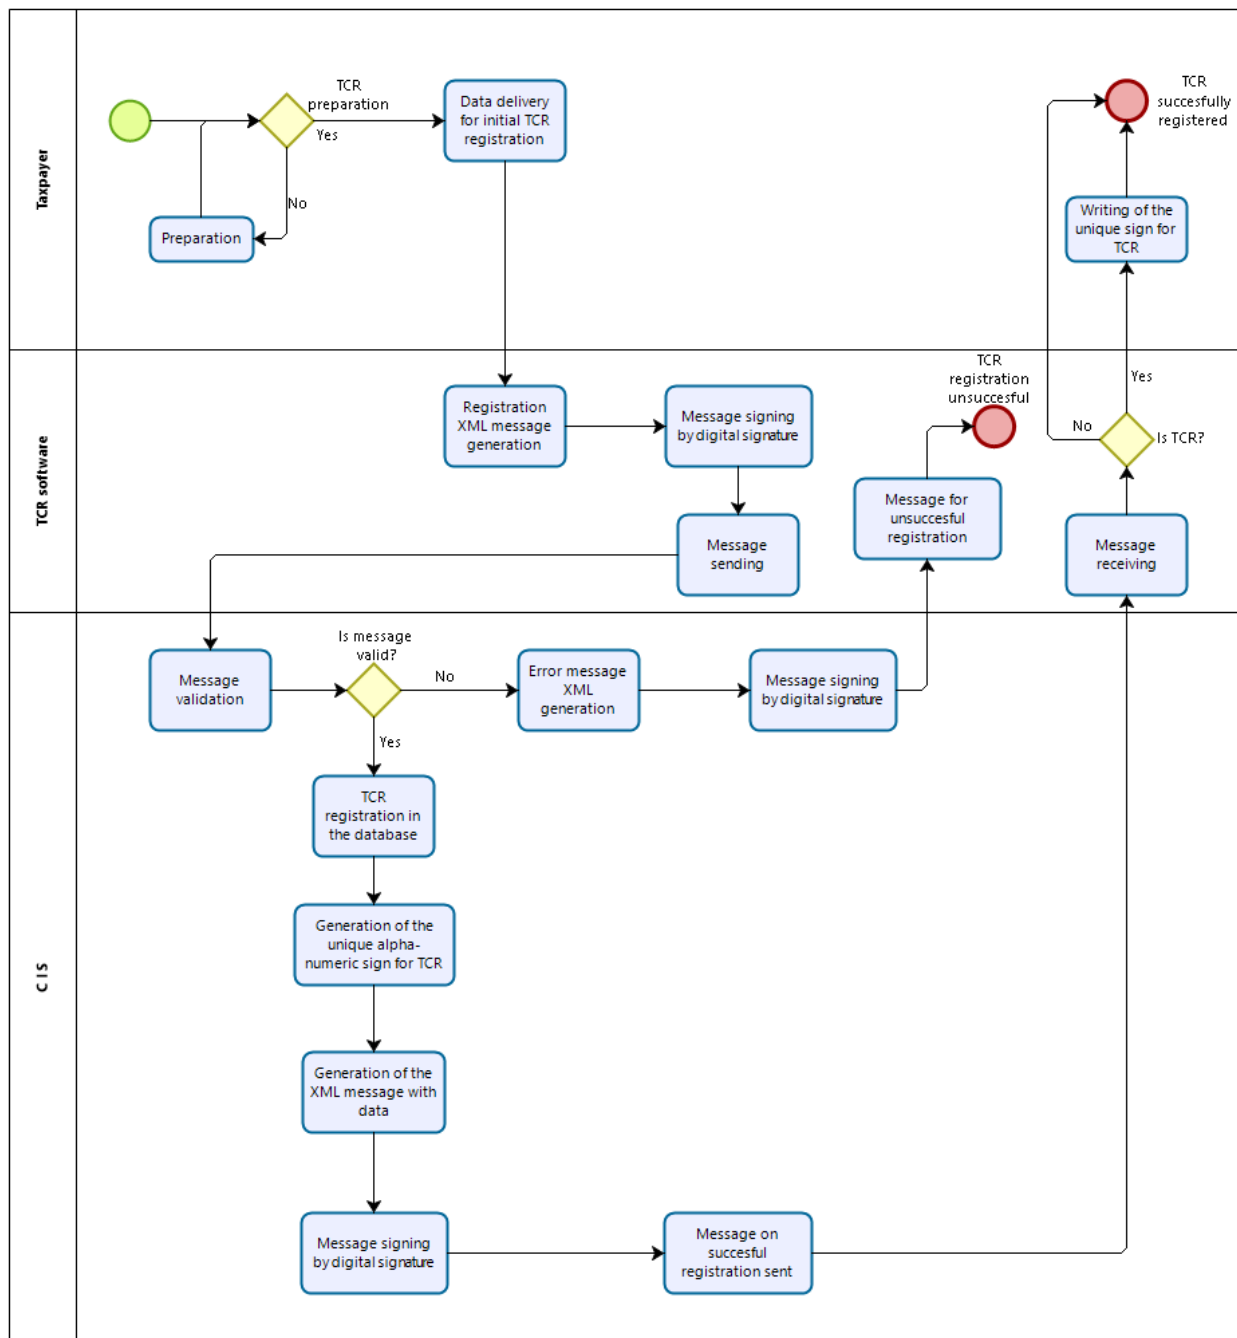 Taxpayer
TCR
preparation
Yes
No
Preparation
Data delivery
for initial TCR
registration
TCR
succesfully
registered
Writing of the
unique sign for
TCR
TCR software
Registration
XML message
generation
Message signing
by digital signature
Message
sending
TCR
registration
unsuccesful
Message for
unsuccesful
registration
Yes
No
Is TCR?
Message
receiving
CIS
Message
validation
Is message
valid?
No
Yes
Error message
XML
generation
Message signing
by digital signature
TCR
registration in
the database
Generation of the
unique alpha-
numeric sign for TCR
Generation of the
XML message with
data
Message signing
by digital signature
Message on
succesful
registration sent